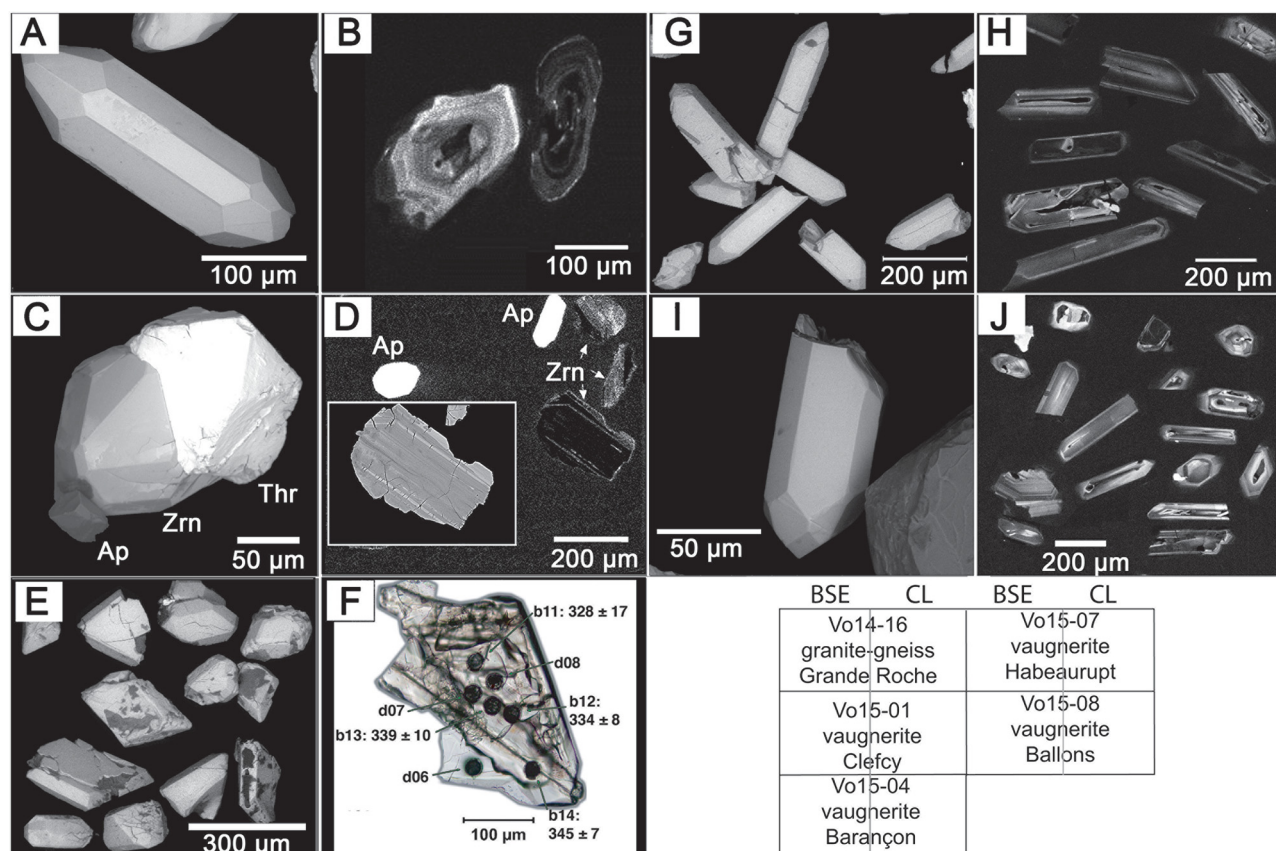 A
100 µm
B
100 µm
G
200 µm
H
200 µm
C
Ap
Zrn
Thr
50 µm
D
Ap
Ap
Zrn
200 µm
I
50 µm
J
200 µm
E
300 µm
F
b11: 328 ± 17
d08
d07
b12:
334 ± 8
b13: 339 ± 10
d06
b14:
345 ± 7
100 µm
BSE CL BSE CL
Vo14-16
granite-gneiss
Grande Roche
Vo15-07
vaugnerite
Habeaurupt
Vo15-01
vaugnerite
Clefcy
Vo15-08
vaugnerite
Ballons
Vo15-04
vaugnerite
Barançon